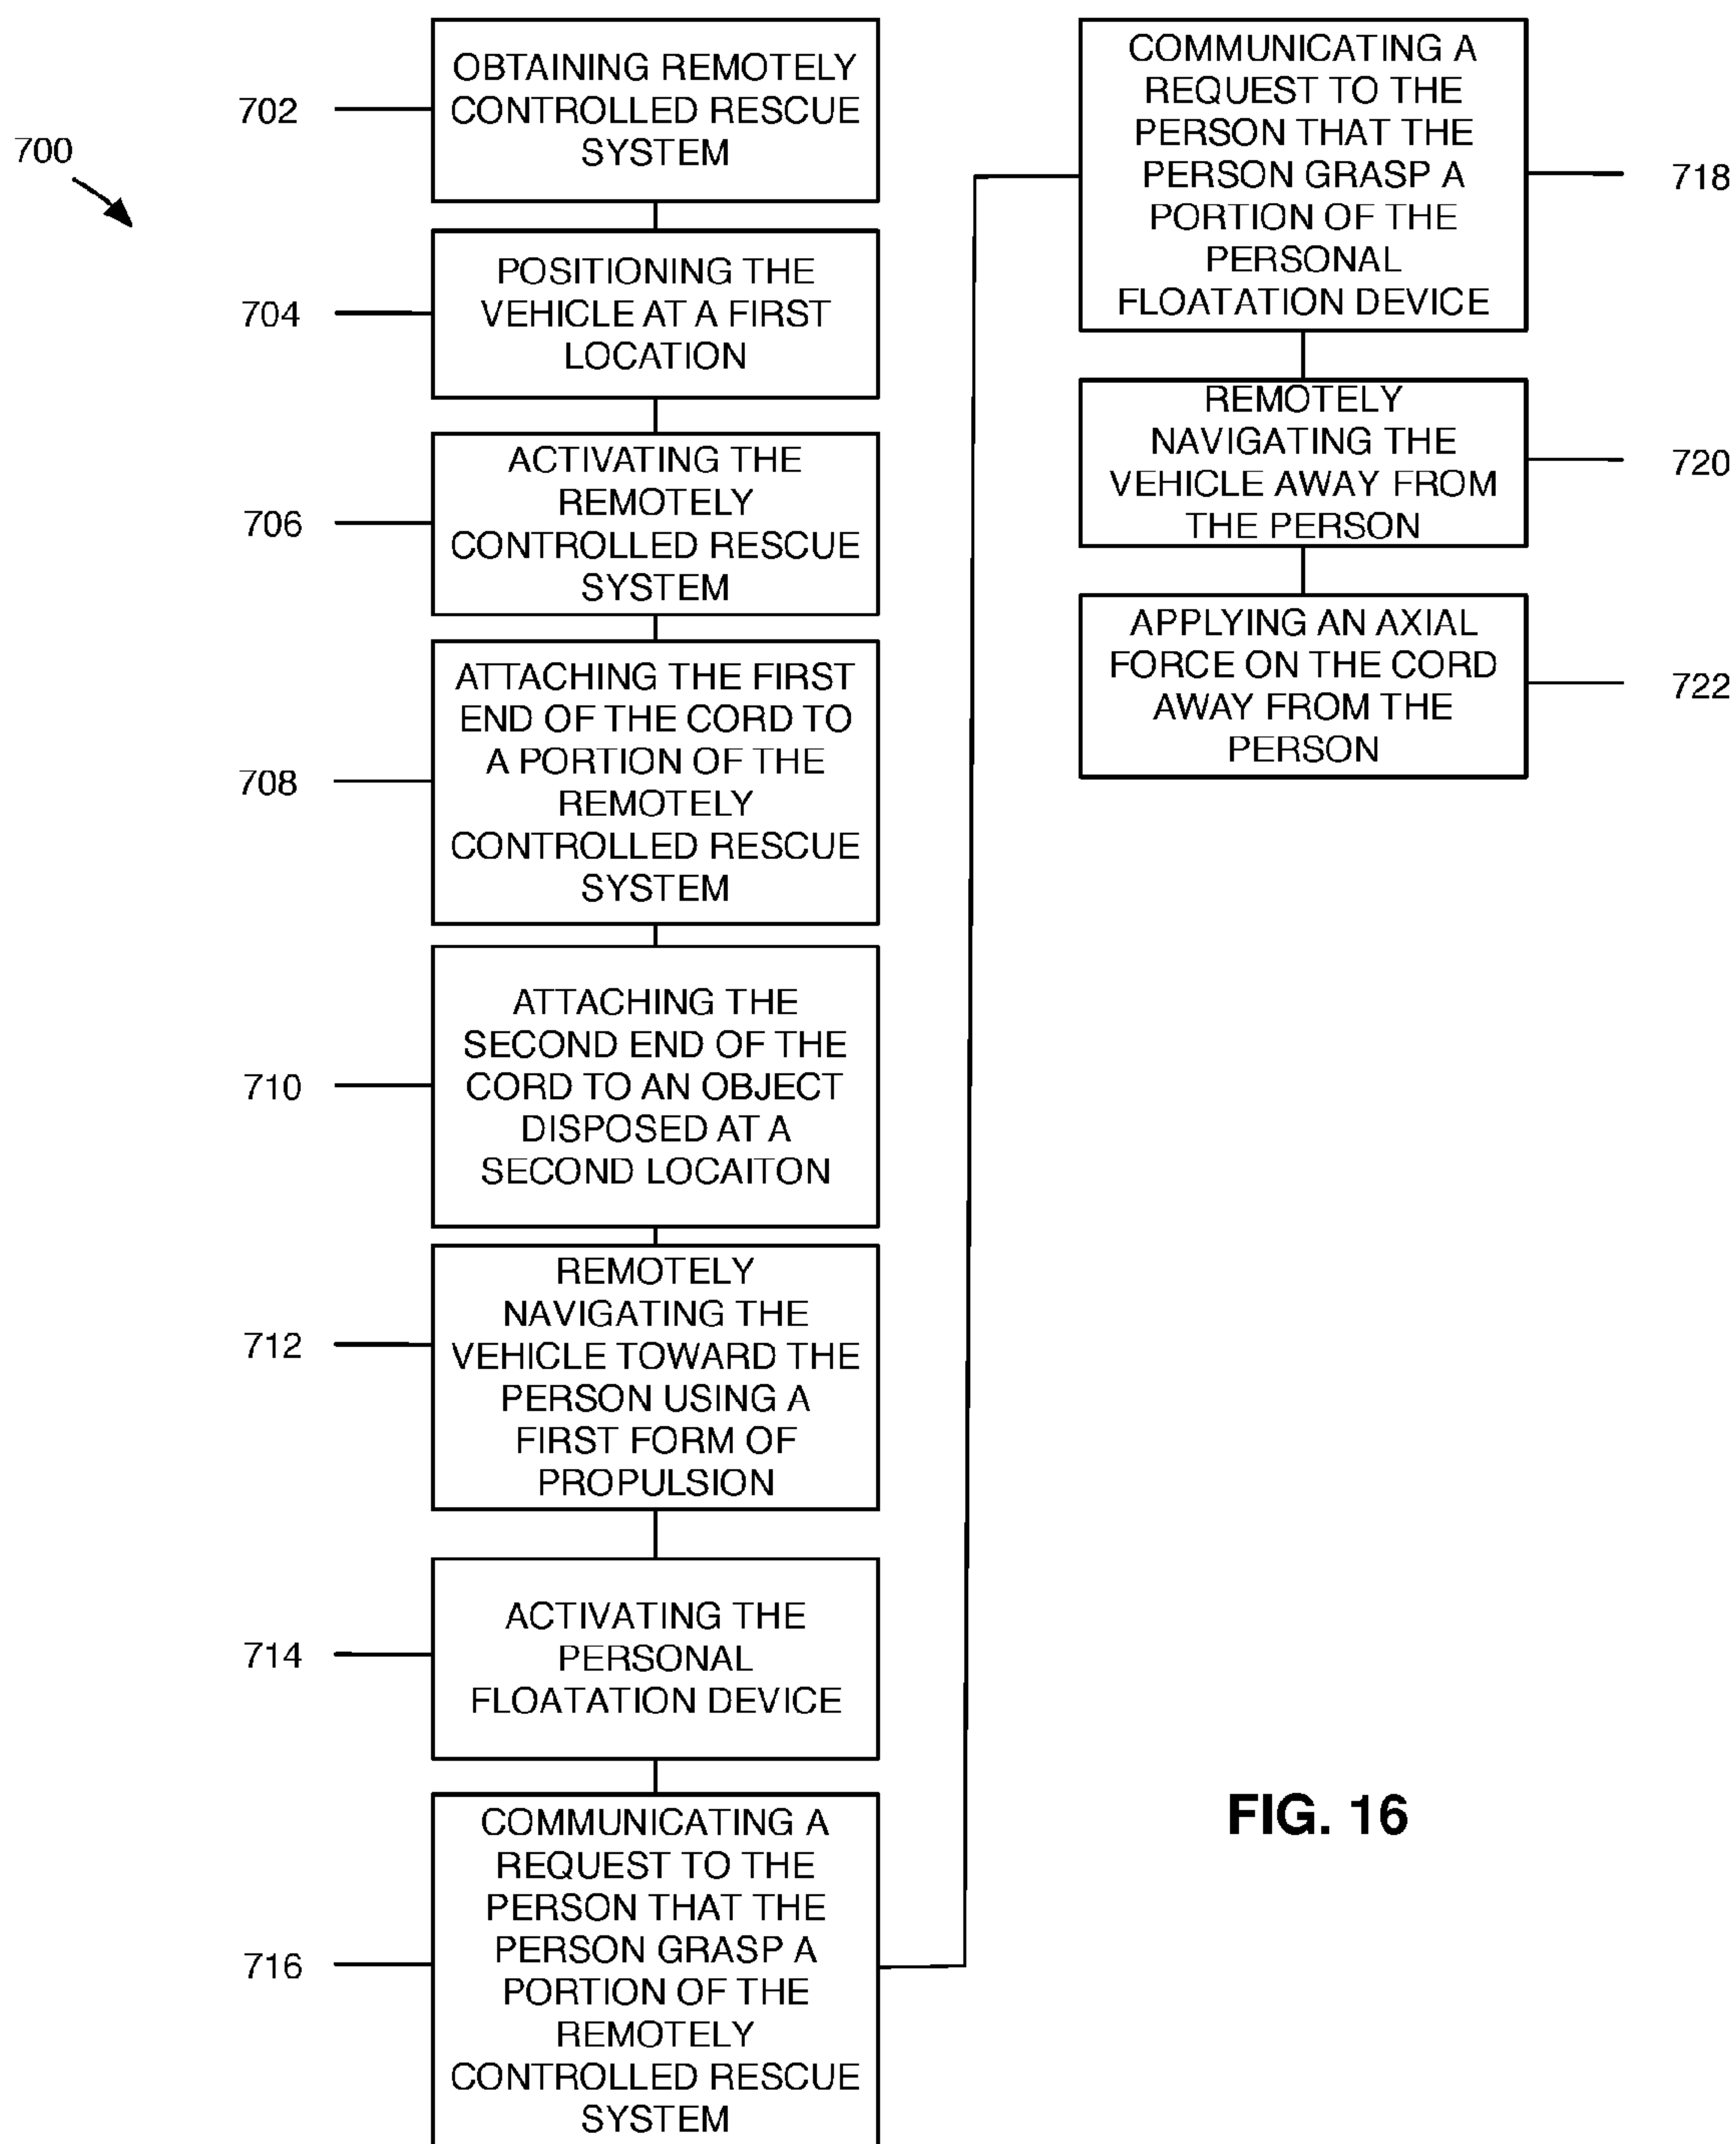 700
702
OBTAINING REMOTELY
CONTROLLED RESCUE
SYSTEM
704
POSITIONING THE
VEHICLE AT A FIRST
LOCATION
706
ACTIVATING THE
REMOTELY
CONTROLLED RESCUE
SYSTEM
708
ATTACHING THE FIRST
END OF THE CORD TO
A PORTION OF THE
REMOTELY
CONTROLLED RESCUE
SYSTEM
710
ATTACHING THE
SECOND END OF THE
CORD TO AN OBJECT
DISPOSED AT A
SECOND LOCAITON
712
REMOTELY
NAVIGATING THE
VEHICLE TOWARD THE
PERSON USING A
FIRST FORM OF
PROPULSION
714
ACTIVATING THE
PERSONAL
FLOATATION DEVICE
716
COMMUNICATING A
REQUEST TO THE
PERSON THAT THE
PERSON GRASP A
PORTION OF THE
REMOTELY
CONTROLLED RESCUE
SYSTEM
COMMUNICATING A
REQUEST TO THE
PERSON THAT THE
PERSON GRASP A
PORTION OF THE
PERSONAL
FLOATATION DEVICE
718
REMOTELY
NAVIGATING THE
VEHICLE AWAY FROM
THE PERSON
720
APPLYING AN AXIAL
FORCE ON THE CORD
AWAY FROM THE
PERSON
722
FIG. 16